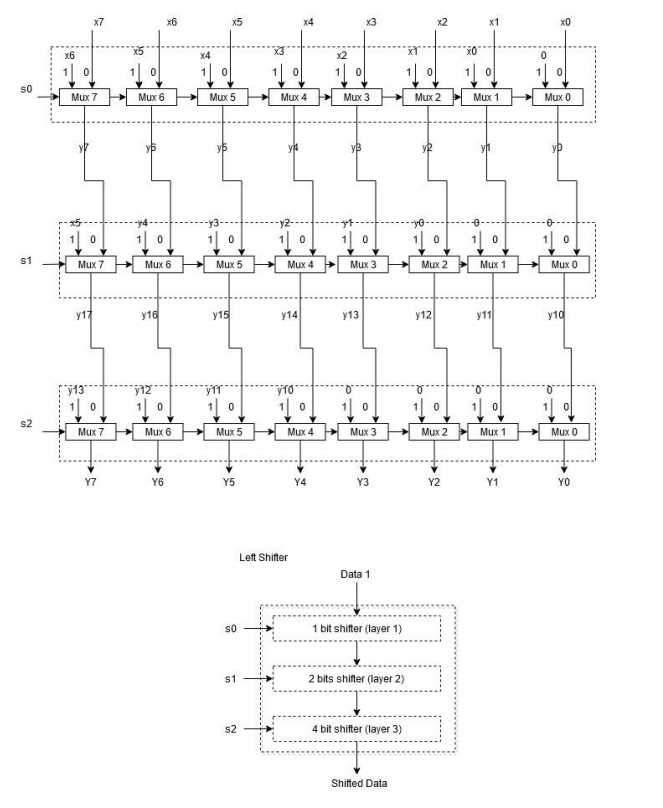 x7 x6 x5 x4 x3 x2 x1 x0
x6 x5 x4 x3 x2 x1 x0 0
1 0 1 0 1 0 1 0 1 0 1 0 1 0 1 0
s0 Mux 7 Mux 6 Mux 5 Mux 4 Mux 3 Mux 2 Mux 1 Mux 0
y7 y6 y5 y4 y3 y2 y1 y0
x5 y4 y3 y2 y1 y0 0 0
1 0 1 0 1 0 1 0 1 0 1 0 1 0 1 0
s1 Mux 7 Mux 6 Mux 5 Mux 4 Mux 3 Mux 2 Mux 1 Mux 0
y17 y16 y15 y14 y13 y12 y11 y10
y13 y12 y11 y10 0 0 0 0
1 0 1 0 1 0 1 0 1 0 1 0 1 0 1 0
s2 Mux 7 Mux 6 Mux 5 Mux 4 Mux 3 Mux 2 Mux 1 Mux 0
Y7 Y6 Y5 Y4 Y3 Y2 Y1 Y0
Left Shifter
Data 1
s0 1 bit shifter (layer 1)
s1 2 bits shifter (layer 2)
s2 4 bit shifter (layer 3)
Shifted Data